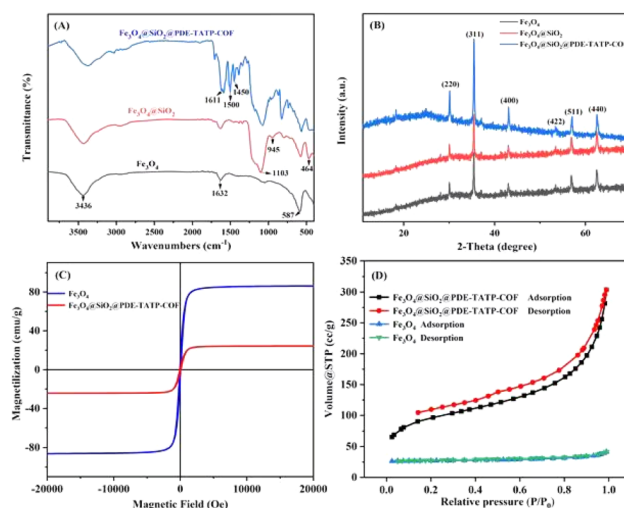 (A)
Fe3O4@SiO2@PDE-TATP-COF
1450
1611
1500
Fe3O4@SiO2
945
464
1103
Fe3O4
1632
3436
587
Transmittance (%)
3500 3000 2500 2000 1500 1000 500
Wavenumbers (cm⁻¹)
(B)
Fe3O4
Fe3O4@SiO2
Fe3O4@SiO2@PDE-TATP-COF
(311)
(220)
(400)
(422)
(511)
(440)
Intensity (a.u.)
20 30 40 50 60
2-Theta (degree)
(C)
Fe3O4
Fe3O4@SiO2@PDE-TATP-COF
Magnetilization (emu/g)
80
40
0
-40
-80
-20000 -10000 0 10000 20000
Magnetic Field (Oe)
(D)
Fe3O4@SiO2@PDE-TATP-COF Adsorption
Fe3O4@SiO2@PDE-TATP-COF Desorption
Fe3O4 Adsorption
Fe3O4 Desorption
Volume@STP (cc/g)
350
300
250
200
150
100
50
0
0.0 0.2 0.4 0.6 0.8 1.0
Relative pressure (P/P0)